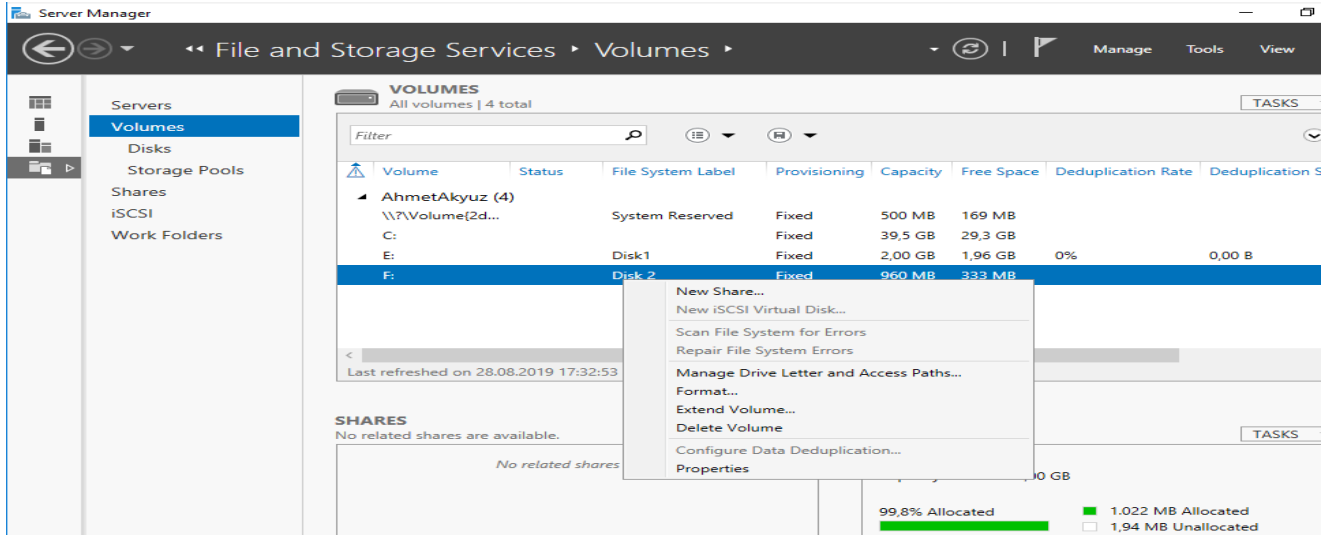 Server Manager
File and Storage Services Volumes
Manage Tools View
Servers
Volumes
Disks
Storage Pools
Shares
iSCSI
Work Folders
VOLUMES
All volumes | 4 total
TASKS
Filter
Volume Status File System Label Provisioning Capacity Free Space Deduplication Rate Deduplication S
AhmetAkyuz (4)
\\?\Volume{2d... System Reserved Fixed 500 MB 169 MB
C: Fixed 39,5 GB 29,3 GB
E: Disk1 Fixed 2,00 GB 1,96 GB 0% 0,00 B
F: Disk 2 Fixed 960 MB 333 MB
New Share...
New iSCSI Virtual Disk...
Scan File System for Errors
Repair File System Errors
Manage Drive Letter and Access Paths...
Format...
Extend Volume...
Delete Volume
Configure Data Deduplication...
Properties
Last refreshed on 28.08.2019 17:32:53
SHARES
No related shares are available.
TASKS
No related shares
00 GB
99,8% Allocated
1.022 MB Allocated
1,94 MB Unallocated